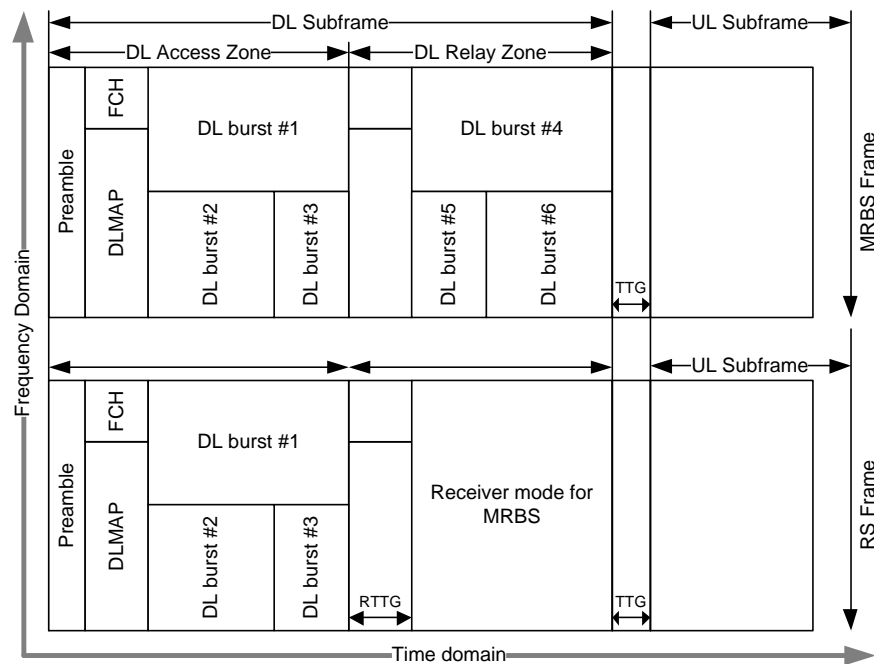 DL Subframe
UL Subframe
DL Access Zone
DL Relay Zone
Preamble
FCH
DLMAP
DL burst #1
DL burst #2
DL burst #3
DL burst #4
DL burst #5
DL burst #6
TTG
MRBS Frame
Frequency Domain
UL Subframe
Preamble
FCH
DLMAP
DL burst #1
DL burst #2
DL burst #3
RTTG
Receiver mode for
MRBS
TTG
RS Frame
Time domain